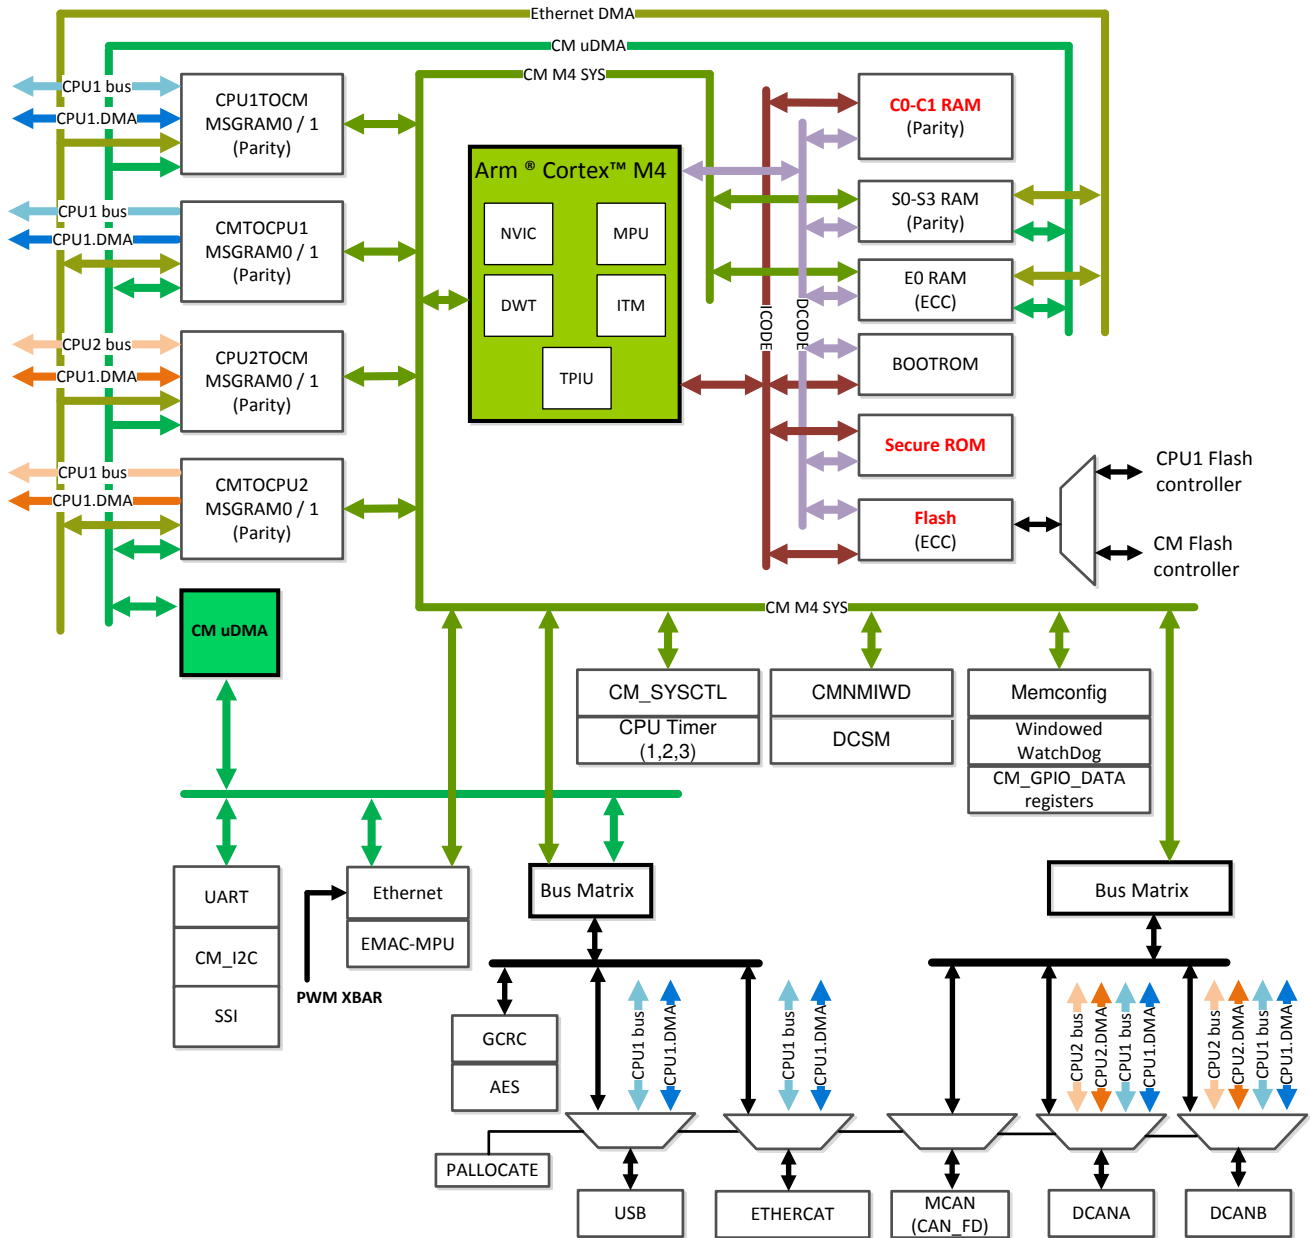 Ethernet DMA
CM uDMA
CM M4 SYS
CPU1 bus
CPU1.DMA
CPU1TOCM
MSGRAM0 / 1
(Parity)
CPU1 bus
CPU1.DMA
CMTOCPU1
MSGRAM0 / 1
(Parity)
CPU2 bus
CPU1.DMA
CPU2TOCM
MSGRAM0 / 1
(Parity)
CPU1 bus
CPU1.DMA
CMTOCPU2
MSGRAM0 / 1
(Parity)
CM uDMA
Arm ® Cortex™ M4
NVIC
MPU
DWT
ITM
TPIU
ICODE
DCODE
C0-C1 RAM
(Parity)
S0-S3 RAM
(Parity)
E0 RAM
(ECC)
BOOTROM
Secure ROM
Flash
(ECC)
CPU1 Flash
controller
CM Flash
controller
CM M4 SYS
CM_SYSCTL
CPU Timer
(1,2,3)
CMNMIWD
DCSM
Memconfig
Windowed
WatchDog
CM_GPIO_DATA
registers
UART
CM_I2C
SSI
Ethernet
EMAC-MPU
PWM XBAR
Bus Matrix
Bus Matrix
GCRC
AES
CPU1 bus
CPU1.DMA
CPU1 bus
CPU1.DMA
CPU2 bus
CPU2.DMA
CPU1 bus
CPU1.DMA
CPU2 bus
CPU2.DMA
CPU1 bus
CPU1.DMA
PALLOCATE
USB
ETHERCAT
MCAN
(CAN_FD)
DCANA
DCANB